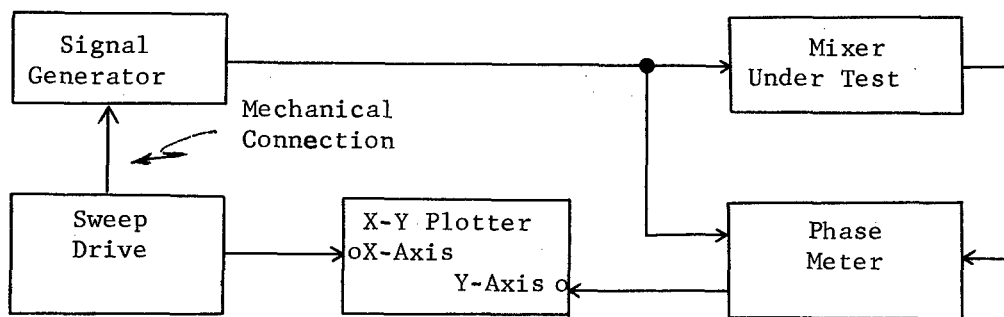 Signal
Generator
Mixer
Under Test
Mechanical
Connection
Sweep
Drive
X-Y Plotter
X-Axis
Y-Axis
Phase
Meter